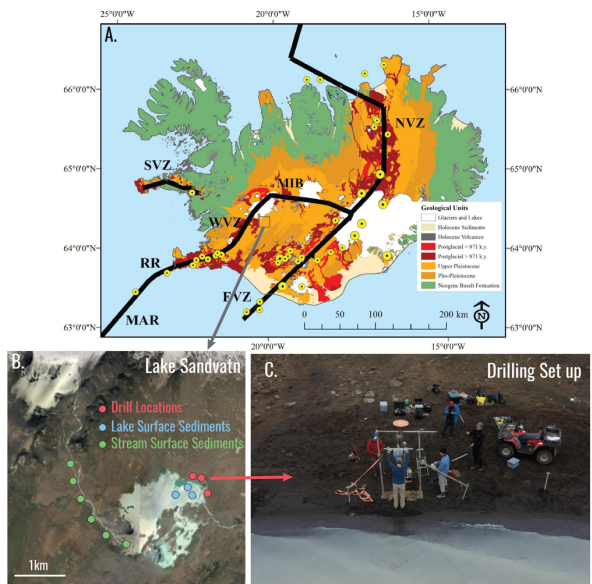 A.
20°0'0"W
15°0'0"W
66°0'0"N
66°0'0"N
NVZ
SVZ
65°0'0"N
65°0'0"N
MIB
WVZ
Geological Units
Glaciers and Lakes
Holocene Sediments
Holocene Volcanics
Postglacial < 871 k.y.
Postglacial > 871 k.y.
Upper Pleistocene
Plio-Pleistocene
Neogene Basalt Formation
64°0'0"N
64°0'0"N
RR
EVZ
MAR
0 50 100 200 km
N
63°0'0"N
63°0'0"N
20°0'0"W
15°0'0"W
B.
Lake Sandvatn
Drill Locations
Lake Surface Sediments
Stream Surface Sediments
1km
C.
Drilling Set up